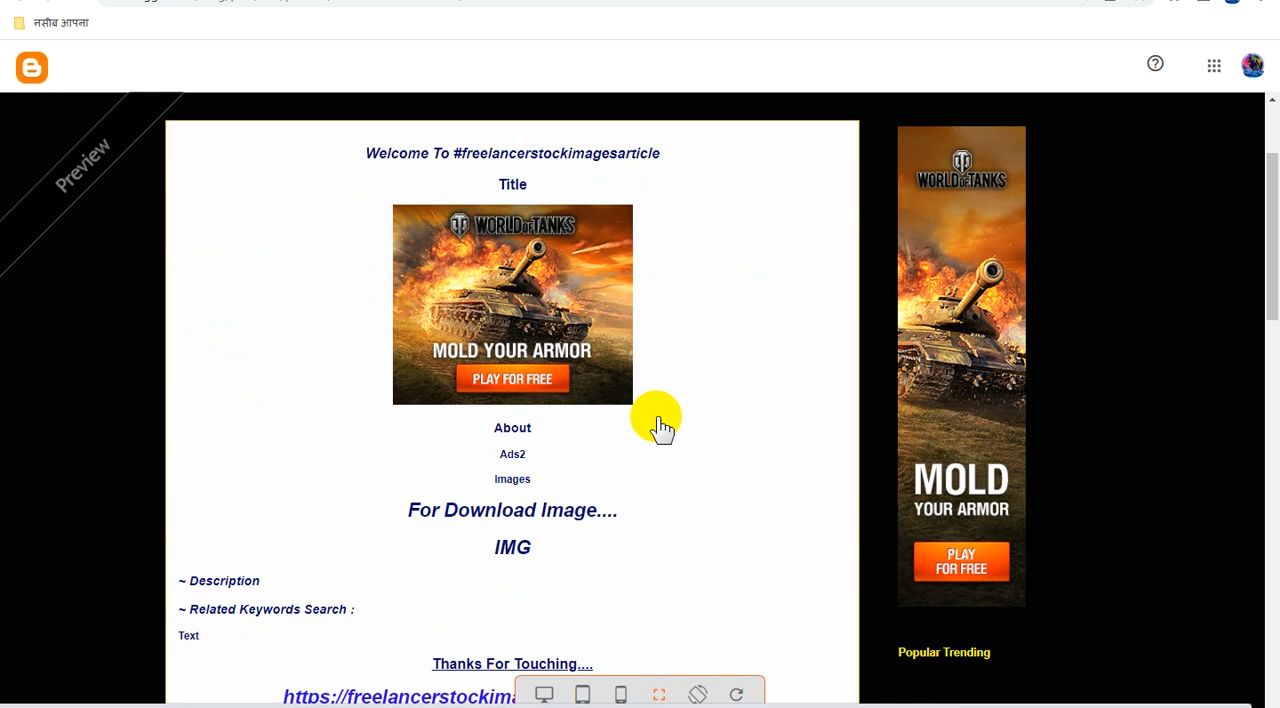 नसीब आपना
Preview
Welcome To #freelancerstockimagesarticle
Title
WORLD OF TANKS
MOLD YOUR ARMOR
PLAY FOR FREE
About
Ads2
Images
For Download Image....
IMG
~ Description
~ Related Keywords Search :
Text
Thanks For Touching....
https://freelancerstockima
WORLD OF TANKS
MOLD
YOUR ARMOR
PLAY
FOR FREE
Popular Trending